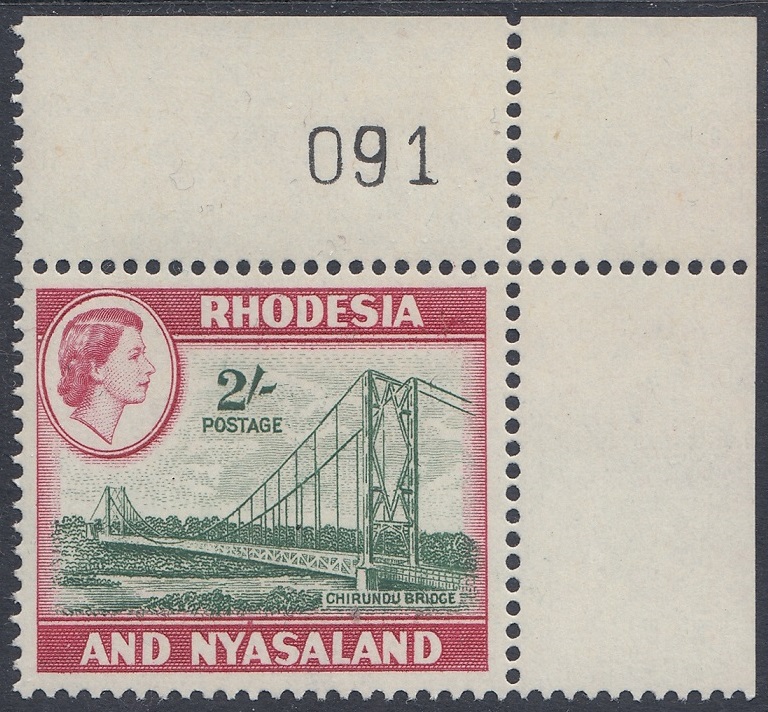 091
RHODESIA
2/-
POSTAGE
CHIRUNDU BRIDGE
AND NYASALAND